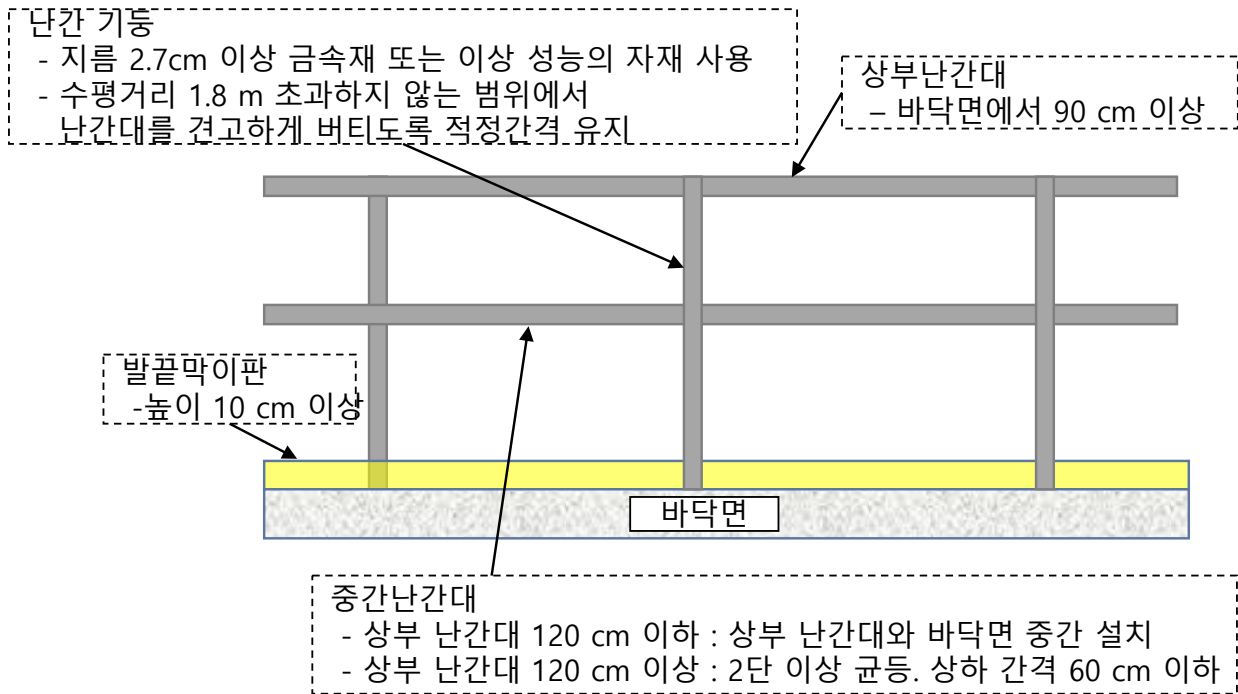 난간 기둥
- 지름 2.7cm 이상 금속재 또는 이상 성능의 자재 사용
- 수평거리 1.8 m 초과하지 않는 범위에서
난간대를 견고하게 버티도록 적정간격 유지
상부난간대
– 바닥면에서 90 cm 이상
발끝막이판
-높이 10 cm 이상
바닥면
중간난간대
- 상부 난간대 120 cm 이하 : 상부 난간대와 바닥면 중간 설치
- 상부 난간대 120 cm 이상 : 2단 이상 균등. 상하 간격 60 cm 이하